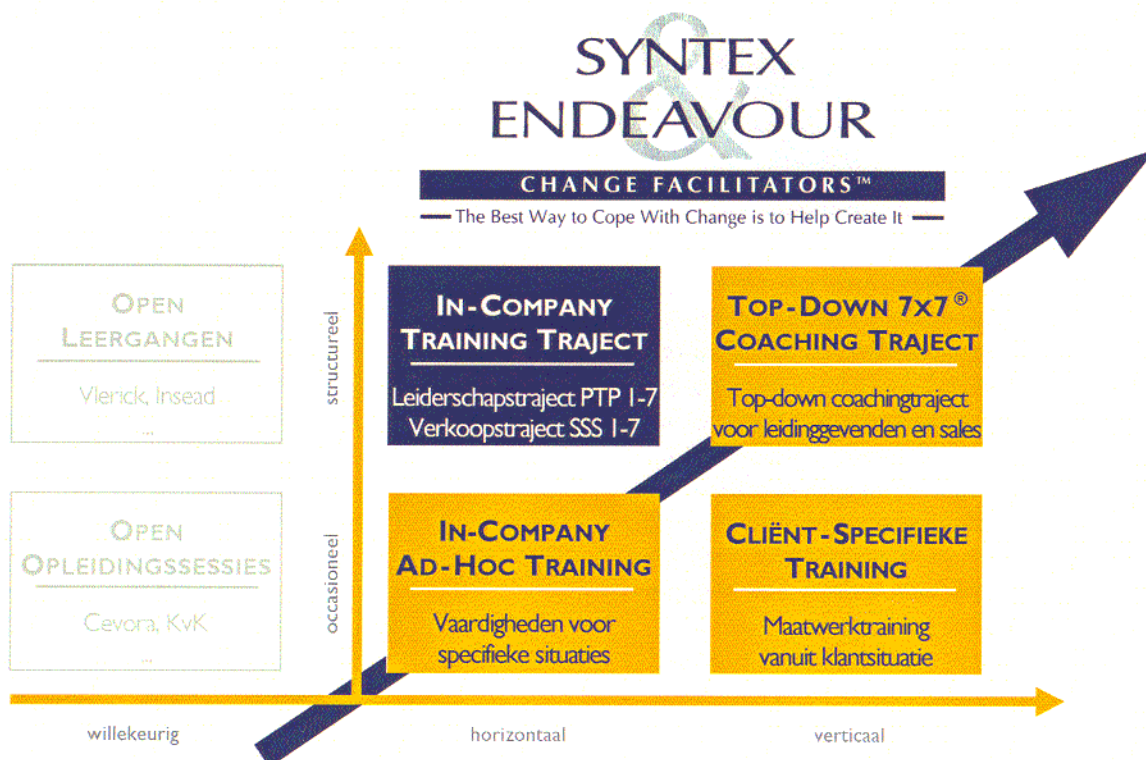 SYNTEX
&
ENDEAVOUR
CHANGE FACILITATORS™
The Best Way to Cope With Change is to Help Create It
structureel
occasioneel
OPEN
LEERGANGEN
Vlerick, Insead
...
IN-COMPANY
TRAINING TRAJECT
Leiderschapstraject PTP 1-7
Verkoopstraject SSS 1-7
TOP-DOWN 7X7®
COACHING TRAJECT
Top-down coachingtraject
voor leidinggevenden en sales
OPEN
OPLEIDINGSSESSIES
Cevora, KvK
...
IN-COMPANY
AD-HOC TRAINING
Vaardigheden voor
specifieke situaties
CLIËNT-SPECIFIEKE
TRAINING
Maatwerktraining
vanuit klantsituatie
willekeurig
horizontaal
verticaal